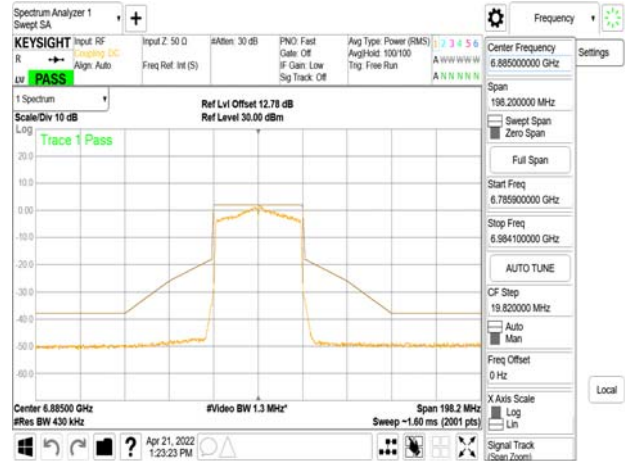 Spectrum Analyzer 1
Swept SA
+
Frequency
KEYSIGHT
R
LV PASS
Input: RF
Coupling: DC
Align: Auto
Input Z: 50 Ω
Freq Ref: Int (S)
#Atten: 30 dB
PNO: Fast
Gate: Off
IF Gain: Low
Sig Track: Off
Avg Type: Power (RMS)
Avg|Hold: 100/100
Trig: Free Run
1 2 3 4 5 6
A W W W W W
A N N N N N
Center Frequency
6.885000000 GHz
Settings
Span
198.200000 MHz
Swept Span
Zero Span
Full Span
Start Freq
6.785900000 GHz
Stop Freq
6.984100000 GHz
AUTO TUNE
CF Step
19.820000 MHz
Auto
Man
Freq Offset
0 Hz
X Axis Scale
Log
Lin
Signal Track
(Span Zoom)
Local
1 Spectrum
Scale/Div 10 dB
Ref Lvl Offset 12.78 dB
Ref Level 30.00 dBm
Log
Trace 1 Pass
20.0
10.0
0.00
-10.0
-20.0
-30.0
-40.0
-50.0
-60.0
Center 6.88500 GHz
#Res BW 430 kHz
#Video BW 1.3 MHz*
Span 198.2 MHz
Sweep ~1.60 ms (2001 pts)
?
Apr 21, 2022
1:23:23 PM